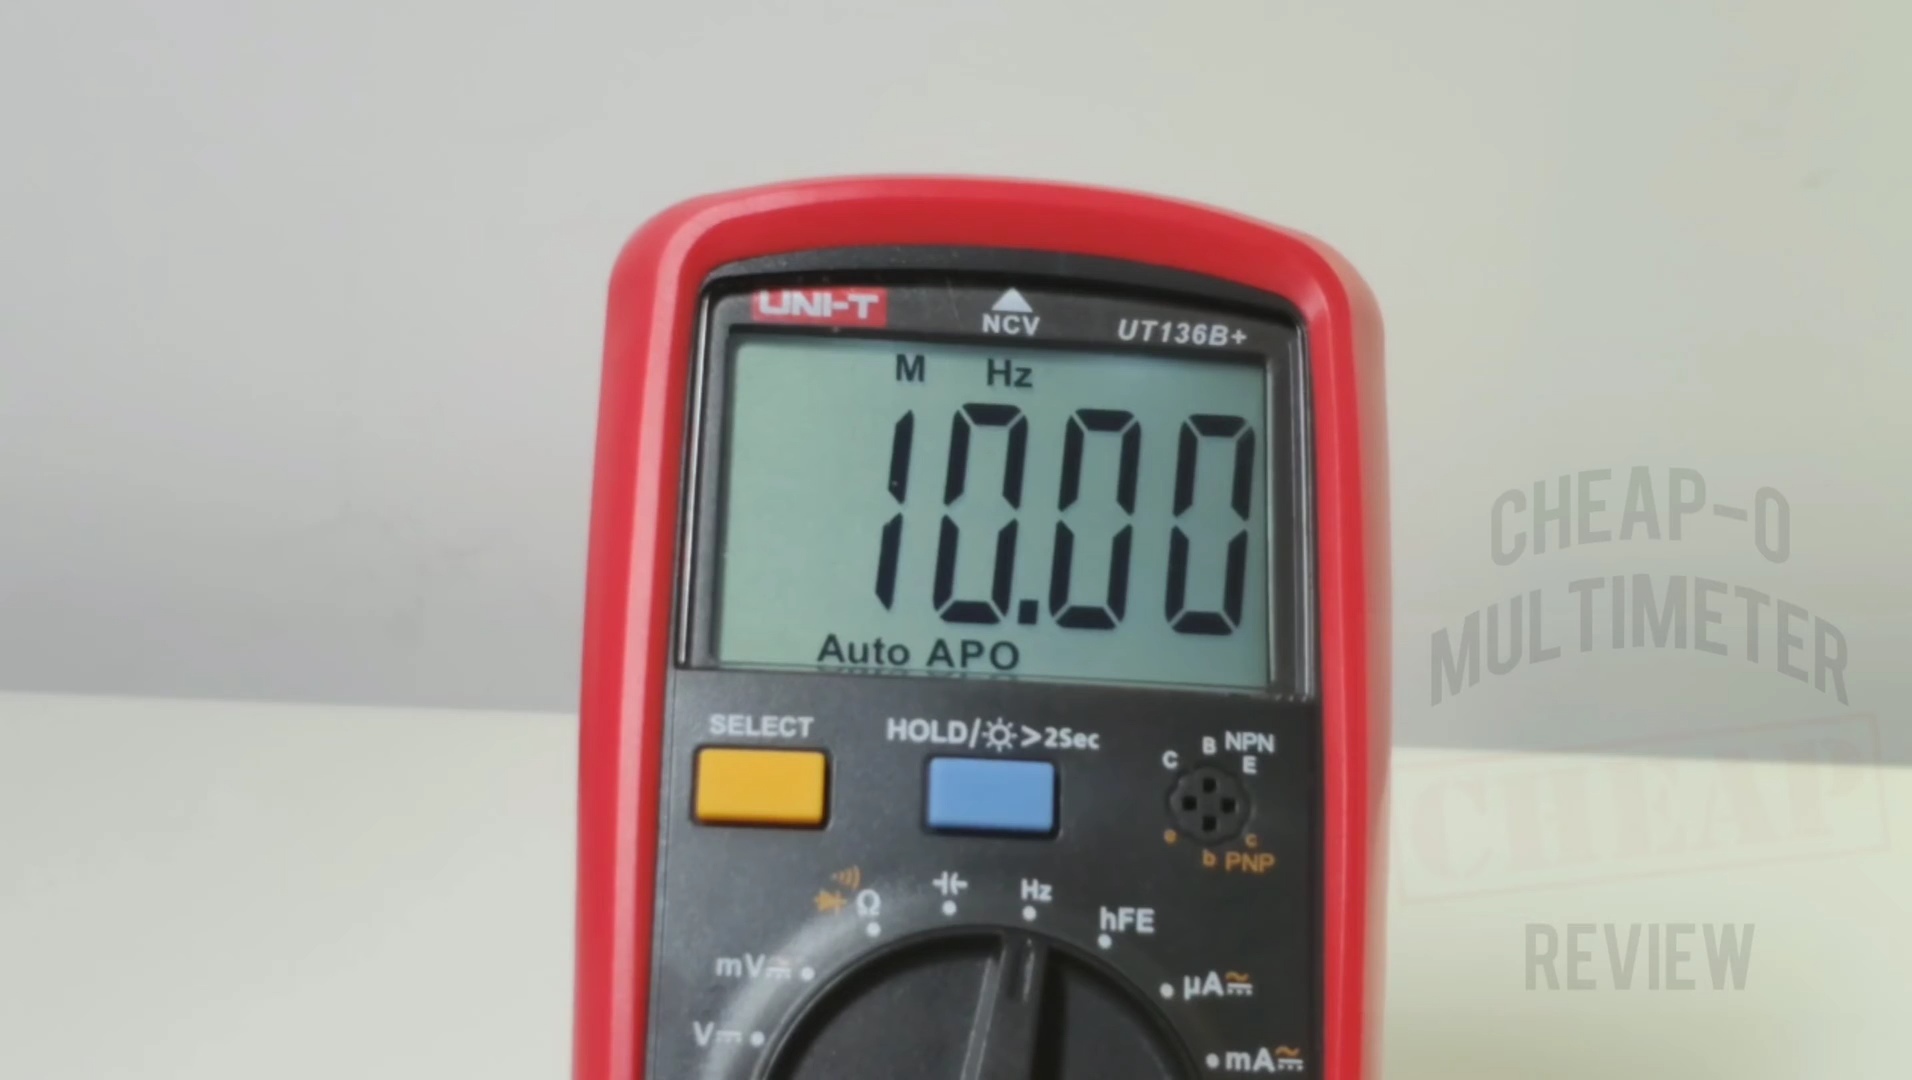 UNI-T
NCV
UT136B+
M Hz
10.00
Auto APO
SELECT
HOLD/ >2Sec
C B NPN
E
e b c
PNP
Ω
Hz
hFE
mV
µA
V
mA
CHEAP-O
MULTIMETER
CHEAP
REVIEW